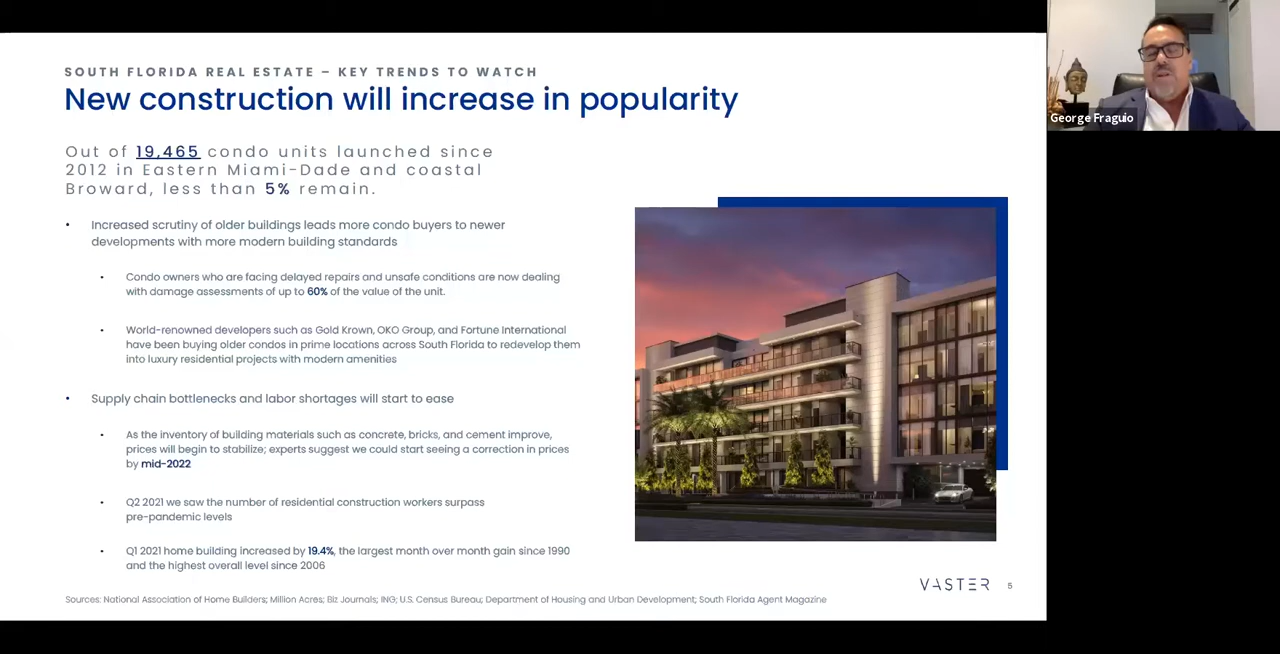 SOUTH FLORIDA REAL ESTATE – KEY TRENDS TO WATCH
New construction will increase in popularity
Out of 19,465 condo units launched since
2012 in Eastern Miami-Dade and coastal
Broward, less than 5% remain.
• Increased scrutiny of older buildings leads more condo buyers to newer
developments with more modern building standards
• Condo owners who are facing delayed repairs and unsafe conditions are now dealing
with damage assessments of up to 60% of the value of the unit.
• World-renowned developers such as Gold Krown, OKO Group, and Fortune International
have been buying older condos in prime locations across South Florida to redevelop them
into luxury residential projects with modern amenities
• Supply chain bottlenecks and labor shortages will start to ease
• As the inventory of building materials such as concrete, bricks, and cement improve,
prices will begin to stabilize; experts suggest we could start seeing a correction in prices
by mid-2022
• Q2 2021 we saw the number of residential construction workers surpass
pre-pandemic levels
• Q1 2021 home building increased by 19.4%, the largest month over month gain since 1990
and the highest overall level since 2006
Sources: National Association of Home Builders; Million Acres; Biz Journals; ING; U.S. Census Bureau; Department of Housing and Urban Development; South Florida Agent Magazine
VASTER
5
George Fraguio